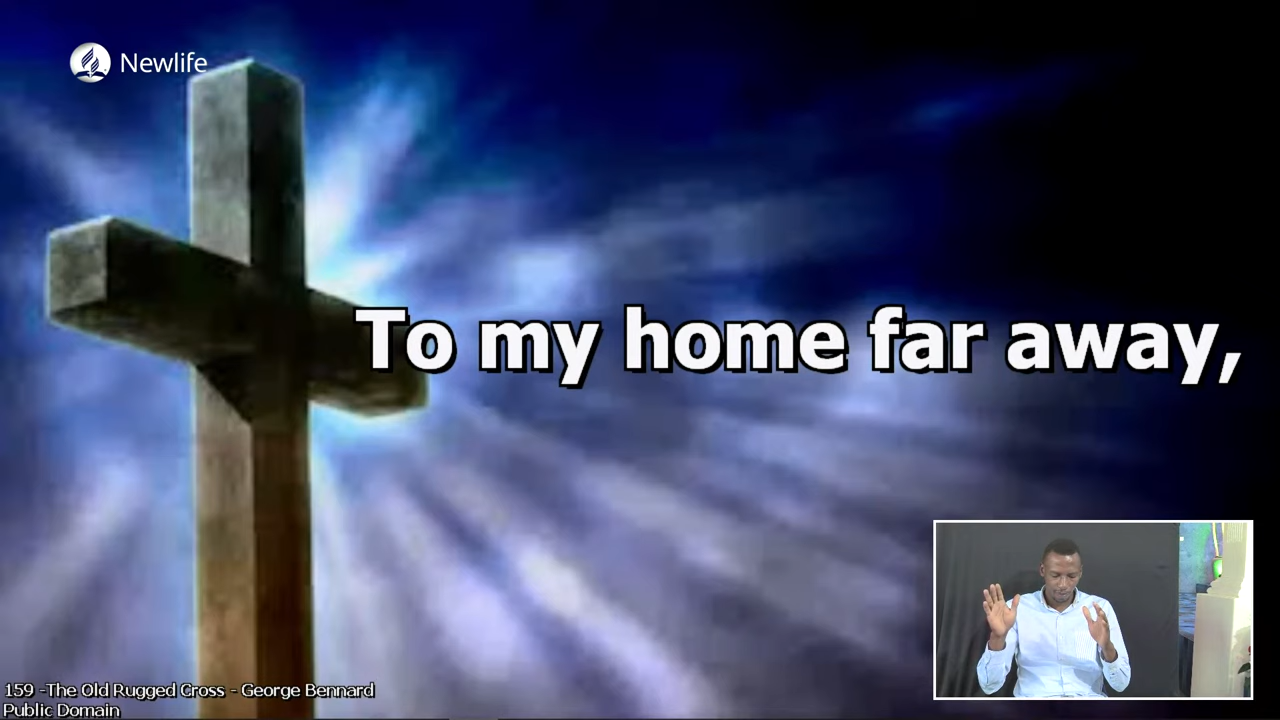 Newlife
To my home far away,
159 -The Old Rugged Cross - George Bennard
Public Domain